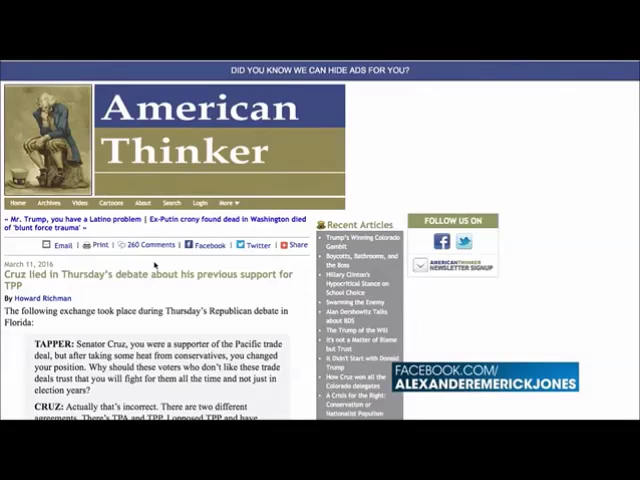 DID YOU KNOW WE CAN HIDE ADS FOR YOU?
American
Thinker
Home Archives Video Cartoons About Search Login More
« Mr. Trump, you have a Latino problem | Ex-Putin crony found dead in Washington died
of 'blunt force trauma' »
Email | Print | 260 Comments | Facebook | Twitter | Share
March 11, 2016
Cruz lied in Thursday's debate about his previous support for
TPP
By Howard Richman
The following exchange took place during Thursday's Republican debate in
Florida:
TAPPER: Senator Cruz, you were a supporter of the Pacific trade
deal, but after taking some heat from conservatives, you changed
your position. Why should these voters who don't like these trade
deals trust that you will fight for them all the time and not just in
election years?
CRUZ: Actually that's incorrect. There are two different
agreements. There's TPA and TPP. I opposed TPP and have
Recent Articles
Trump's Winning Colorado
Gambit
Boycotts, Bathrooms, and
the Boss
Hillary Clinton's
Hypocritical Stance on
School Choice
Swarming the Enemy
Alan Dershowitz Talks
about BDS
The Trump of the Will
It's not a Matter of Blame
but Trust
It Didn't Start with Donald
Trump
How Cruz won all the
Colorado delegates
A Crisis for the Right:
Conservatism or
Nationalist Populism
FOLLOW US ON
AMERICANTHINKER
NEWSLETTER SIGNUP
FACEBOOK.COM/
ALEXANDEREMERICKJONES